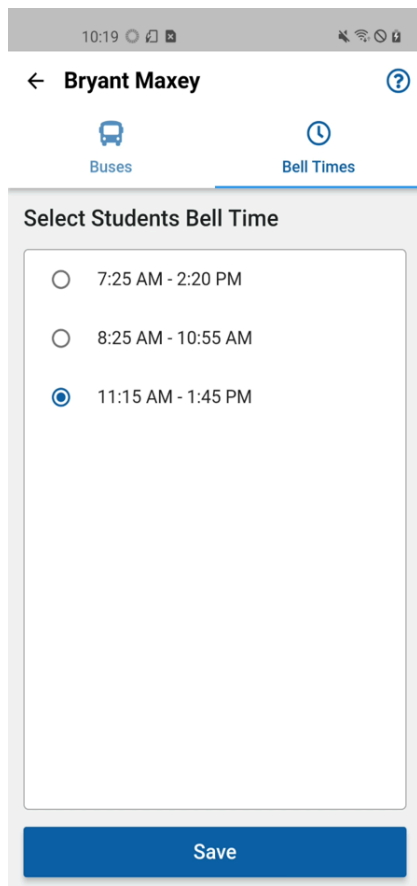 10:19
Bryant Maxey
Buses
Bell Times
Select Students Bell Time
7:25 AM - 2:20 PM
8:25 AM - 10:55 AM
11:15 AM - 1:45 PM
Save